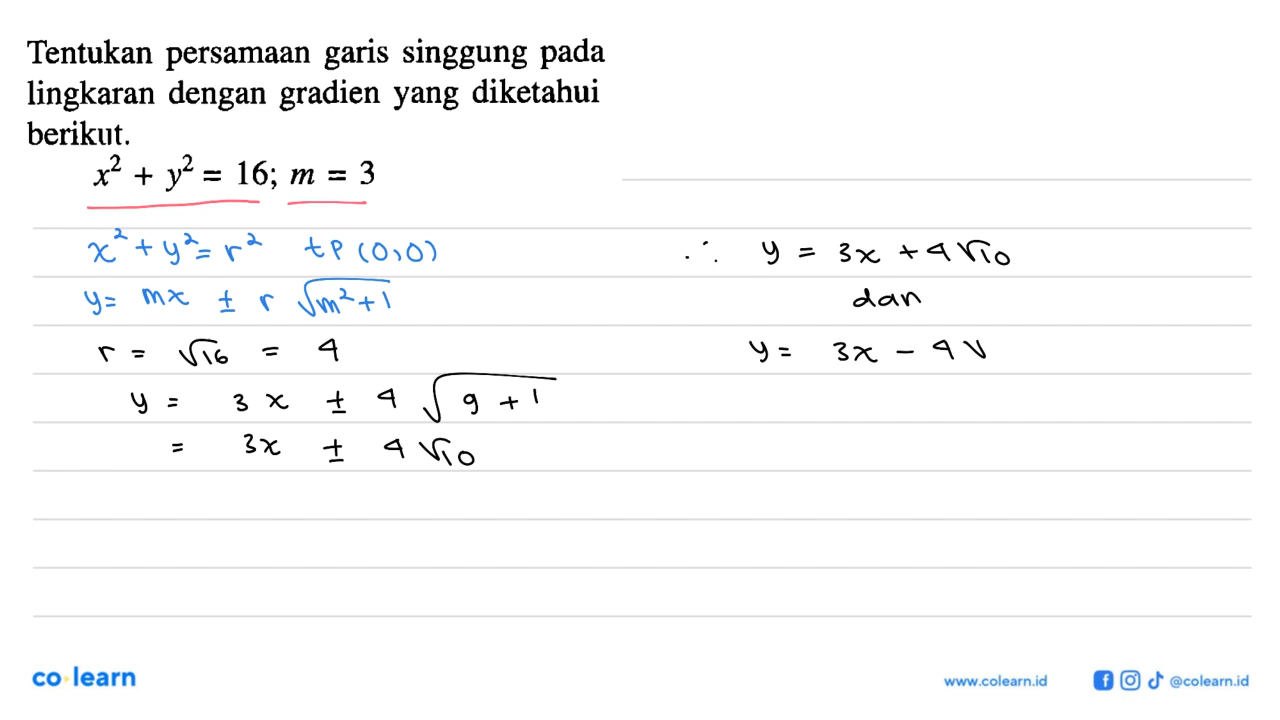 Tentukan persamaan garis singgung pada
lingkaran dengan gradien yang diketahui
berikut.
x² + y² = 16; m = 3
x² + y² = r² tP (0,0)
y = mx ± r √(m² + 1)
r = √16 = 4
y = 3x ± 4 √(9 + 1)
= 3x ± 4 √10
∴ y = 3x + 4√10
dan
y = 3x - 4√
co learn
www.colearn.id
@colearn.id